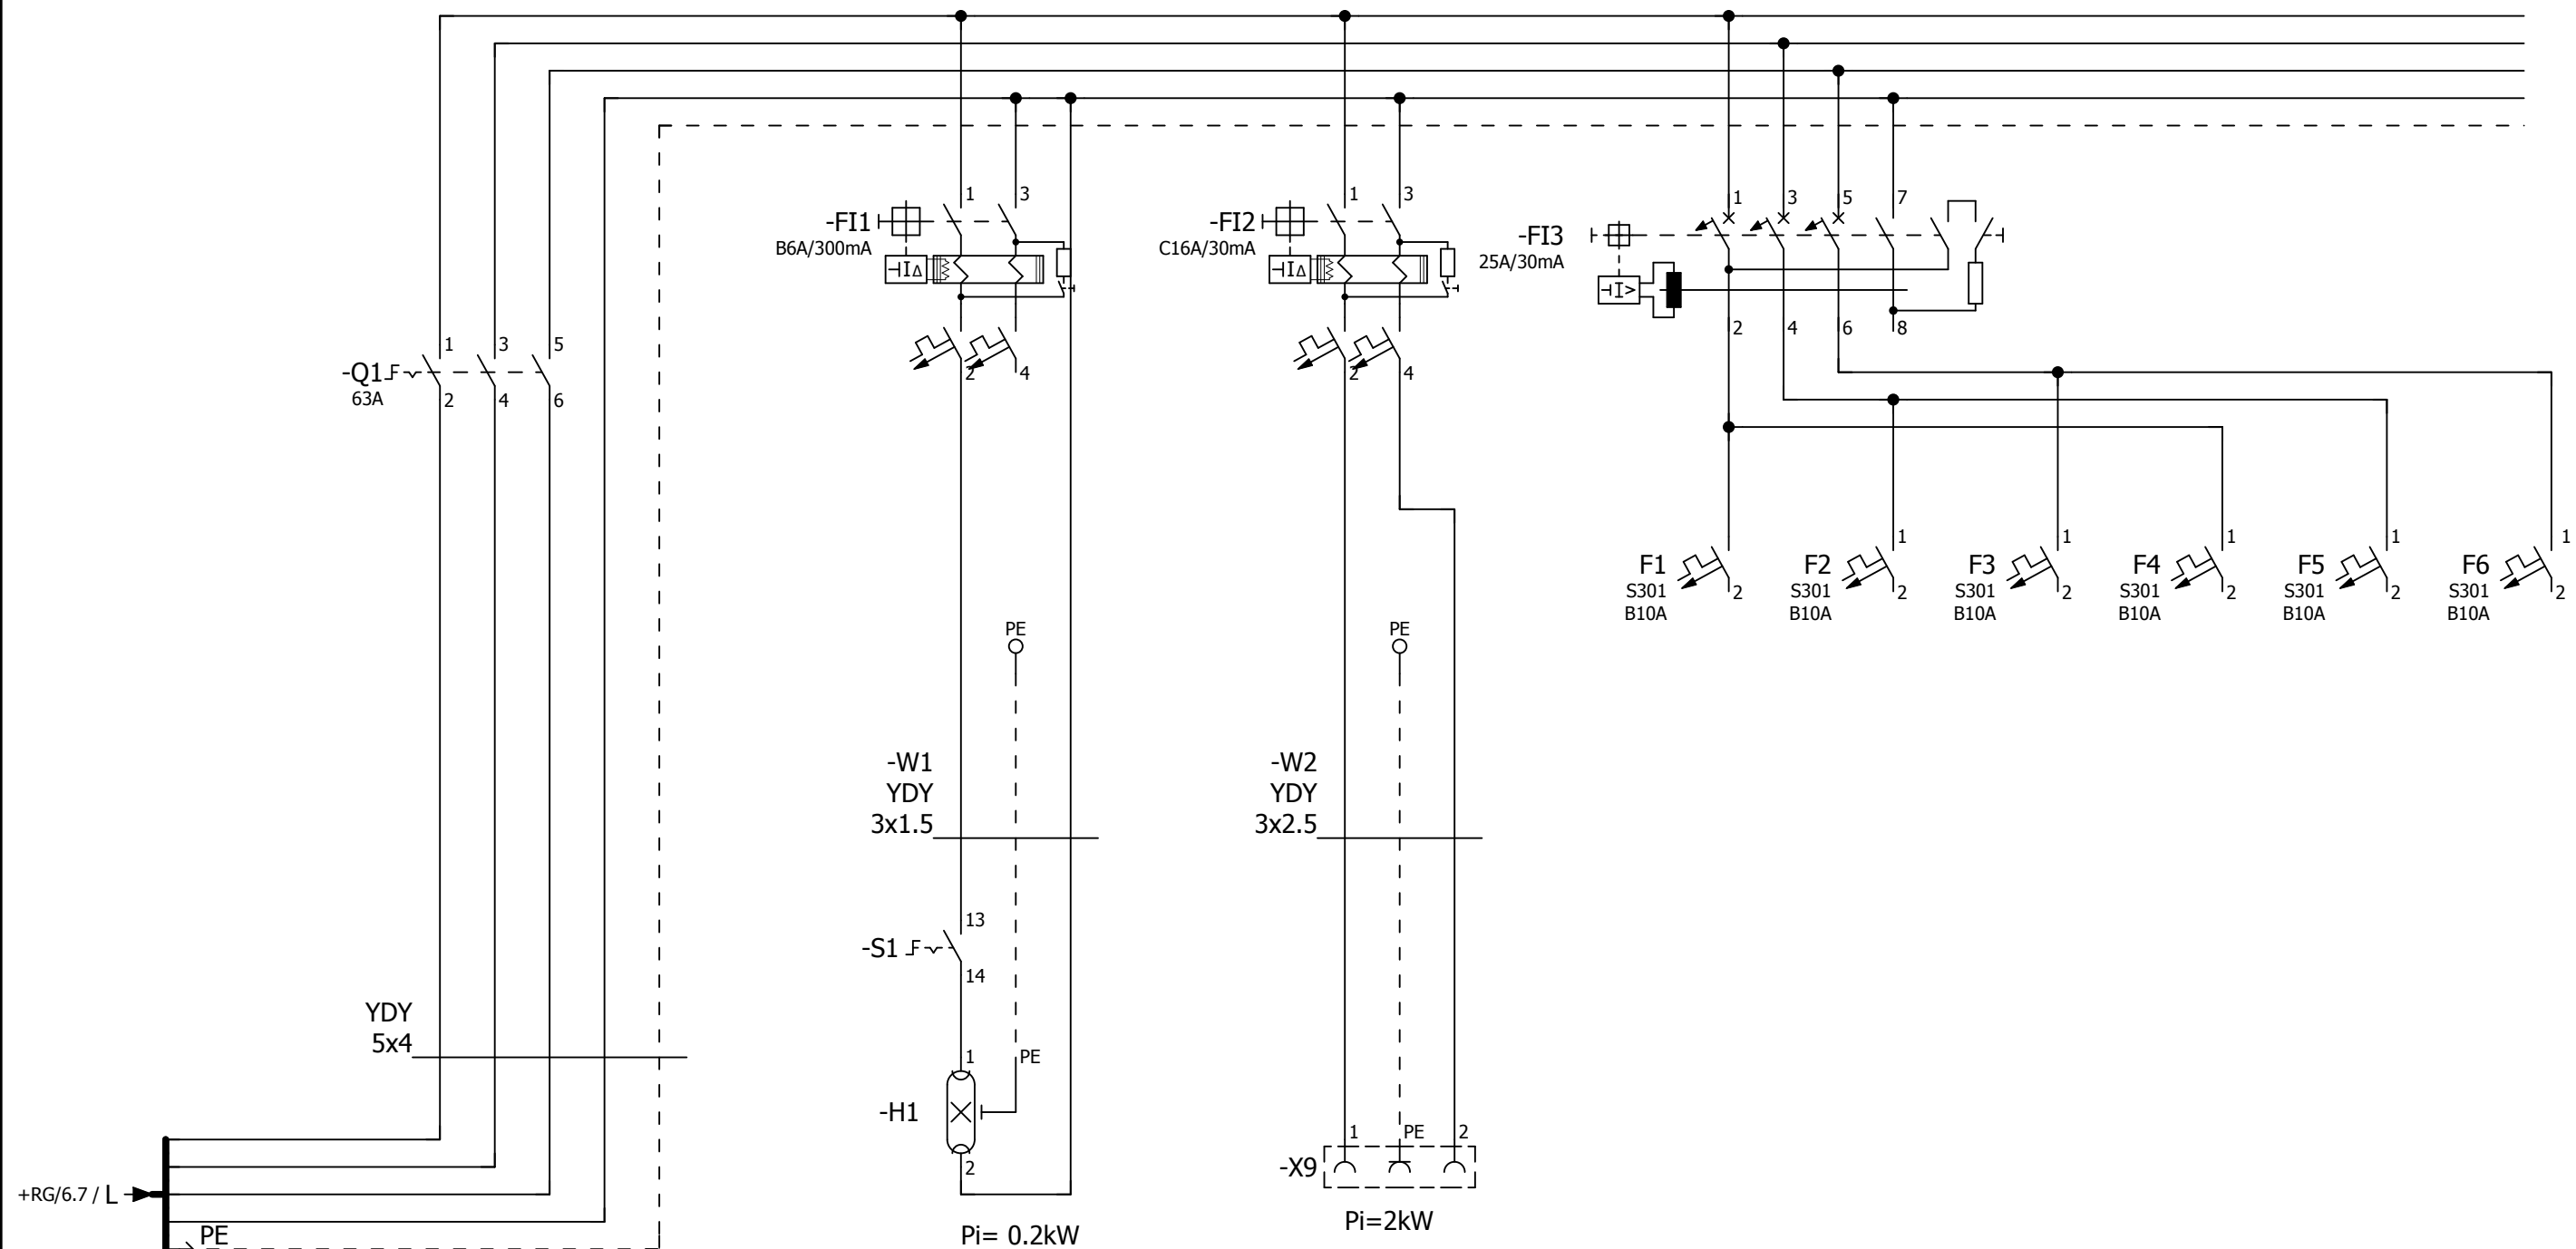 1 3
-FI1
B6A/300mA
2 4
1 3
-FI2
C16A/30mA
2 4
1 3 5 7
-FI3
25A/30mA
I>
2 4 6 8
1 3 5
-Q1
63A
2 4 6
F1
S301
B10A
2
1
F2
S301
B10A
2
1
F3
S301
B10A
2
1
F4
S301
B10A
2
1
F5
S301
B10A
2
1
F6
S301
B10A
2
PE
PE
-W1
YDY
3x1.5
-W2
YDY
3x2.5
13
-S1
14
YDY
5x4
1 PE
-H1
2
1 PE 2
-X9
+RG/6.7 / L
PE
Pi= 0.2kW
Pi=2kW
IΔ
IΔ